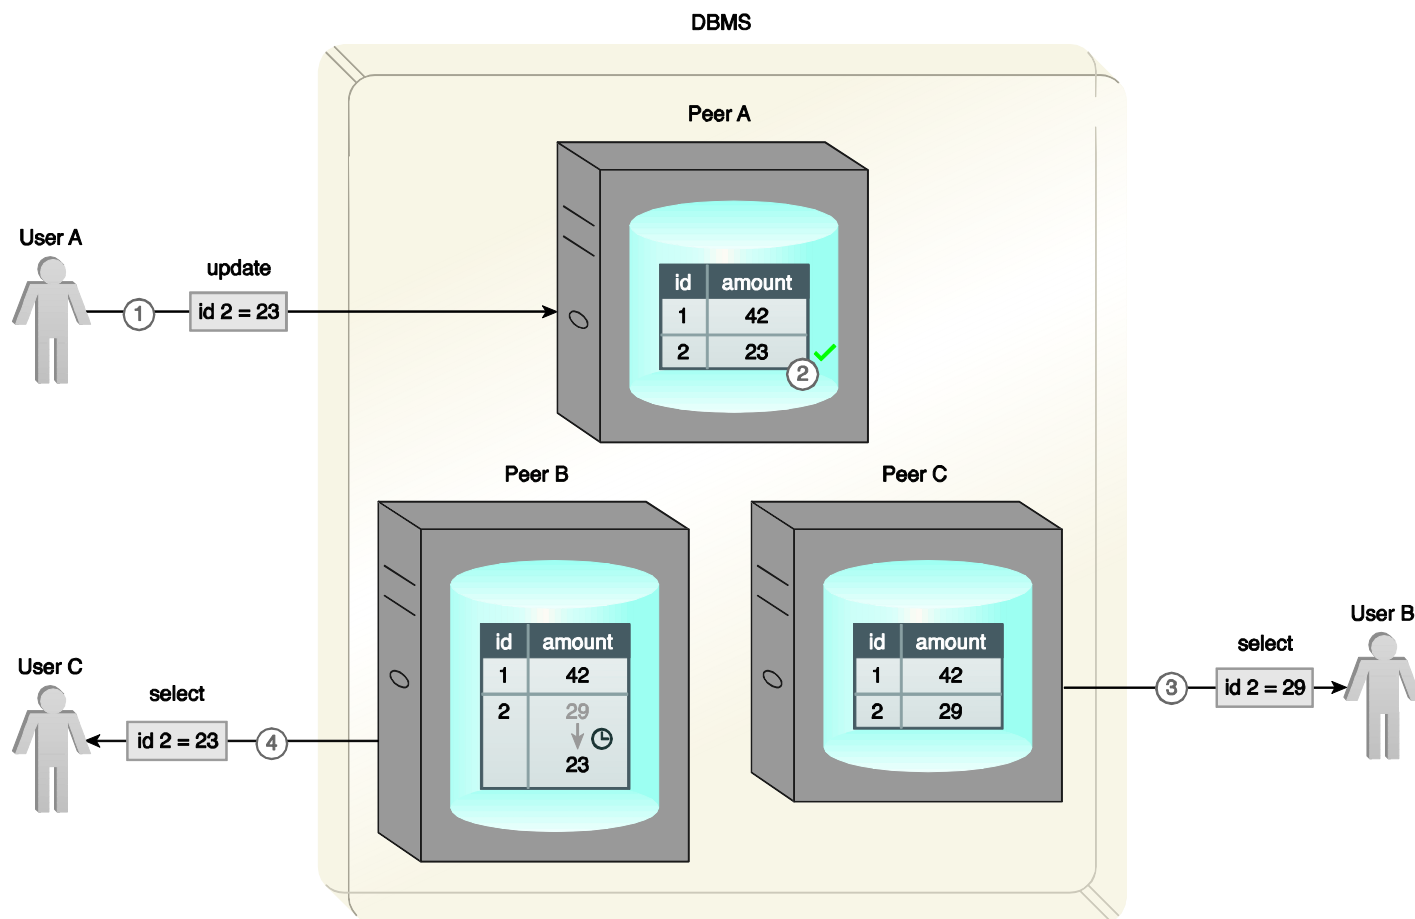 DBMS
Peer A
User A
update
1
id 2 = 23
id amount
1 42
2 23
2
Peer B
Peer C
id amount
1 42
2 29
23
id amount
1 42
2 29
User C
select
id 2 = 23
4
User B
select
3
id 2 = 29